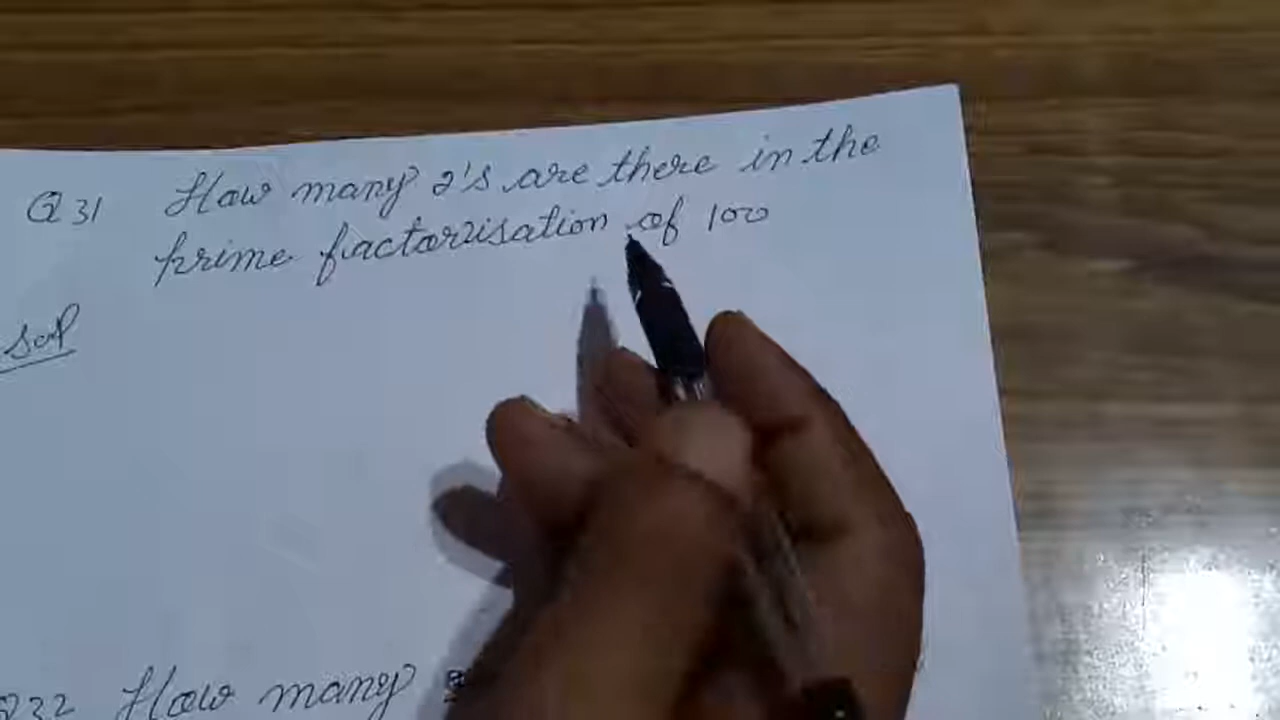 Q31 How many 2's are there in the
prime factorisation of 100
Sol
Q32 How many